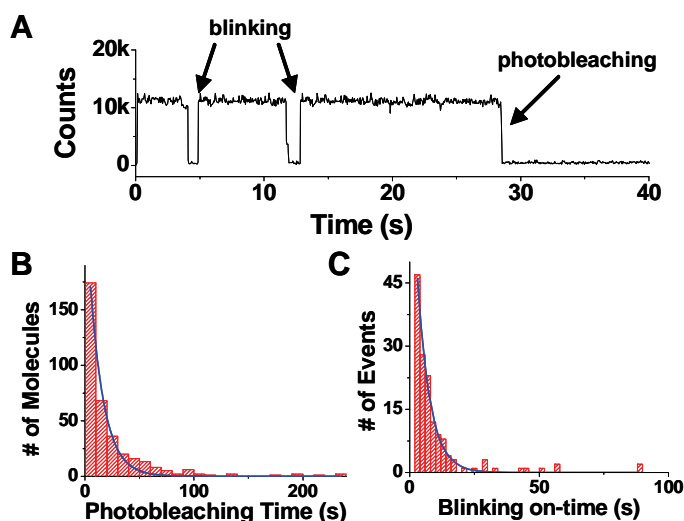 A
blinking
photobleaching
20k
10k
0
Counts
0 10 20 30 40
Time (s)
B
150
100
50
0
# of Molecules
0 100 200
Photobleaching Time (s)
C
45
30
15
0
# of Events
0 50 100
Blinking on-time (s)